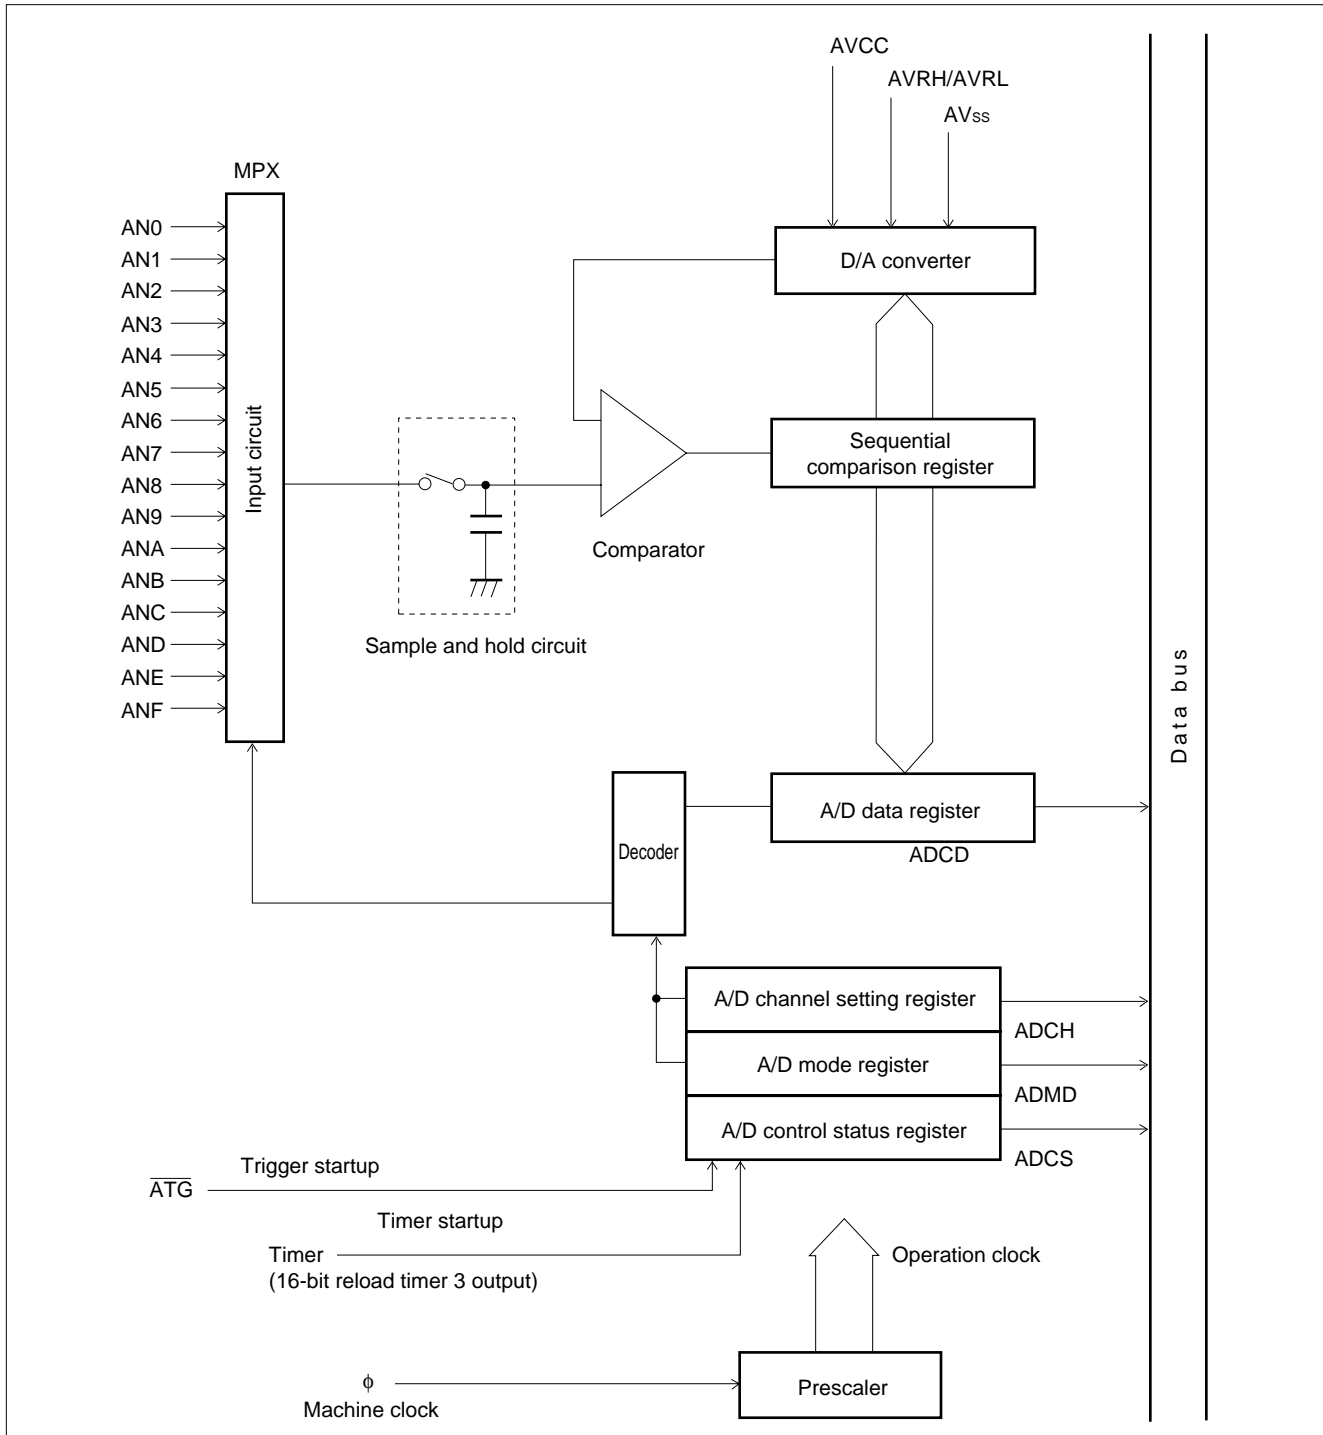 AVCC
AVRH/AVRL
AVss
MPX
AN0
AN1
AN2
AN3
AN4
AN5
AN6
AN7
AN8
AN9
ANA
ANB
ANC
AND
ANE
ANF
Input circuit
D/A converter
Sequential
comparison register
Comparator
Sample and hold circuit
Data bus
A/D data register
ADCD
Decoder
A/D channel setting register
ADCH
A/D mode register
ADMD
A/D control status register
ADCS
Trigger startup
ATG
Timer startup
Timer
(16-bit reload timer 3 output)
Operation clock
Prescaler
ϕ
Machine clock